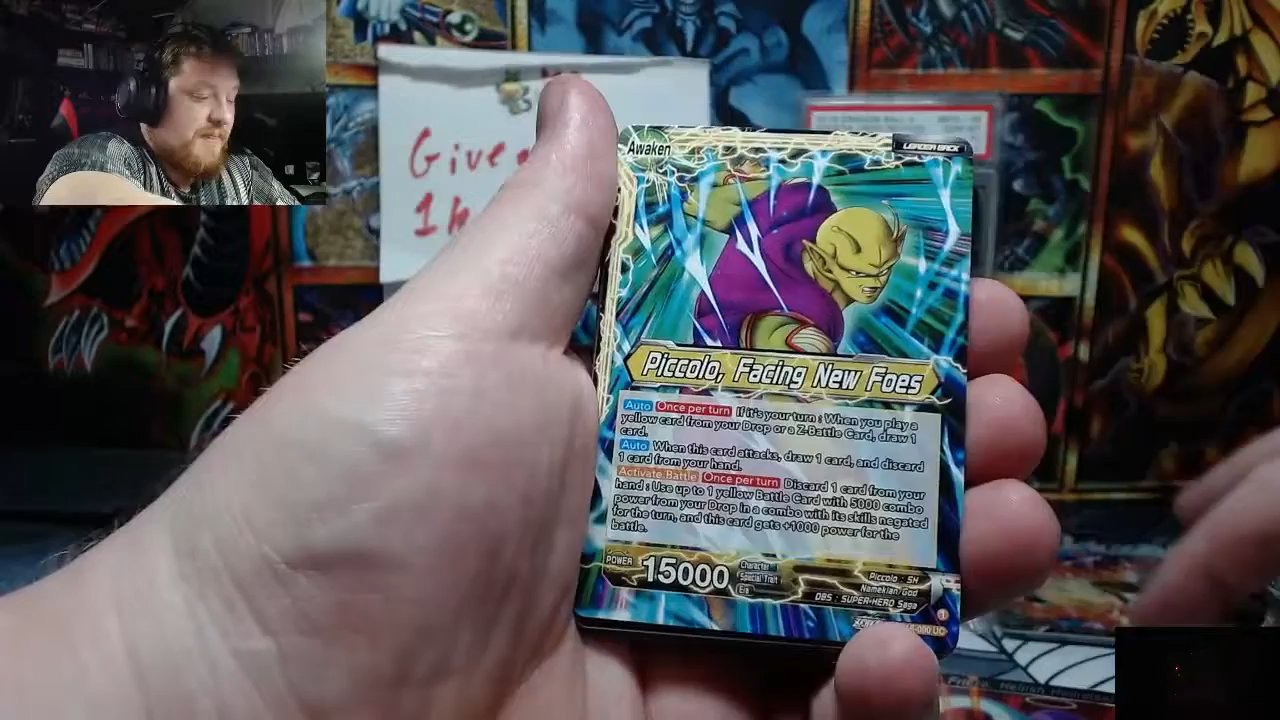 Give
1h
Awaken
LEADER BACK
Piccolo, Facing New Foes
Auto Once per turn If it's your turn : When you play a
yellow card from your Drop or a Z-Battle Card, draw 1
card.
Auto When this card attacks, draw 1 card, and discard
1 card from your hand.
Activate:Battle Once per turn Discard 1 card from your
hand : Use up to 1 yellow Battle Card with 5000 combo
power from your Drop in a combo with its skills negated
for the turn, and this card gets +1000 power for the
battle.
POWER 15000
Character Piccolo : SH
Special Trait Namekian/God
Era DBS : SUPER-HERO Saga
UC